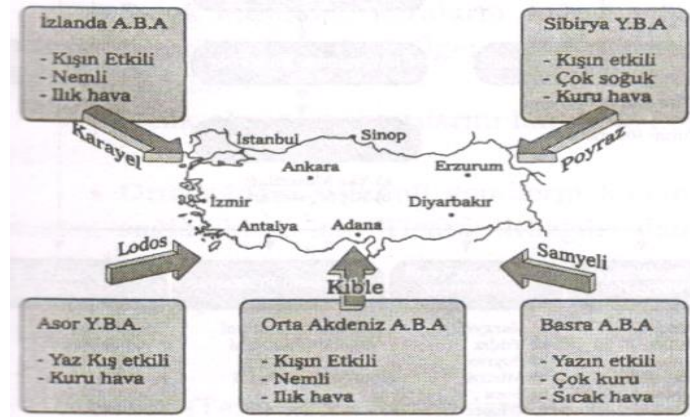 İzlanda A.B.A
- Kışın Etkili
- Nemli
- Ilık hava
Sibirya Y.B.A
- Kışın etkili
- Çok soğuk
- Kuru hava
Karayel
Poyraz
İstanbul
Sinop
Ankara
Erzurum
İzmir
Diyarbakır
Antalya
Adana
Lodos
Samyeli
Kıble
Asor Y.B.A.
- Yaz Kış etkili
- Kuru hava
Orta Akdeniz A.B.A
- Kışın Etkili
- Nemli
- Ilık hava
Basra A.B.A
- Yazın etkili
- Çok kuru
- Sıcak hava